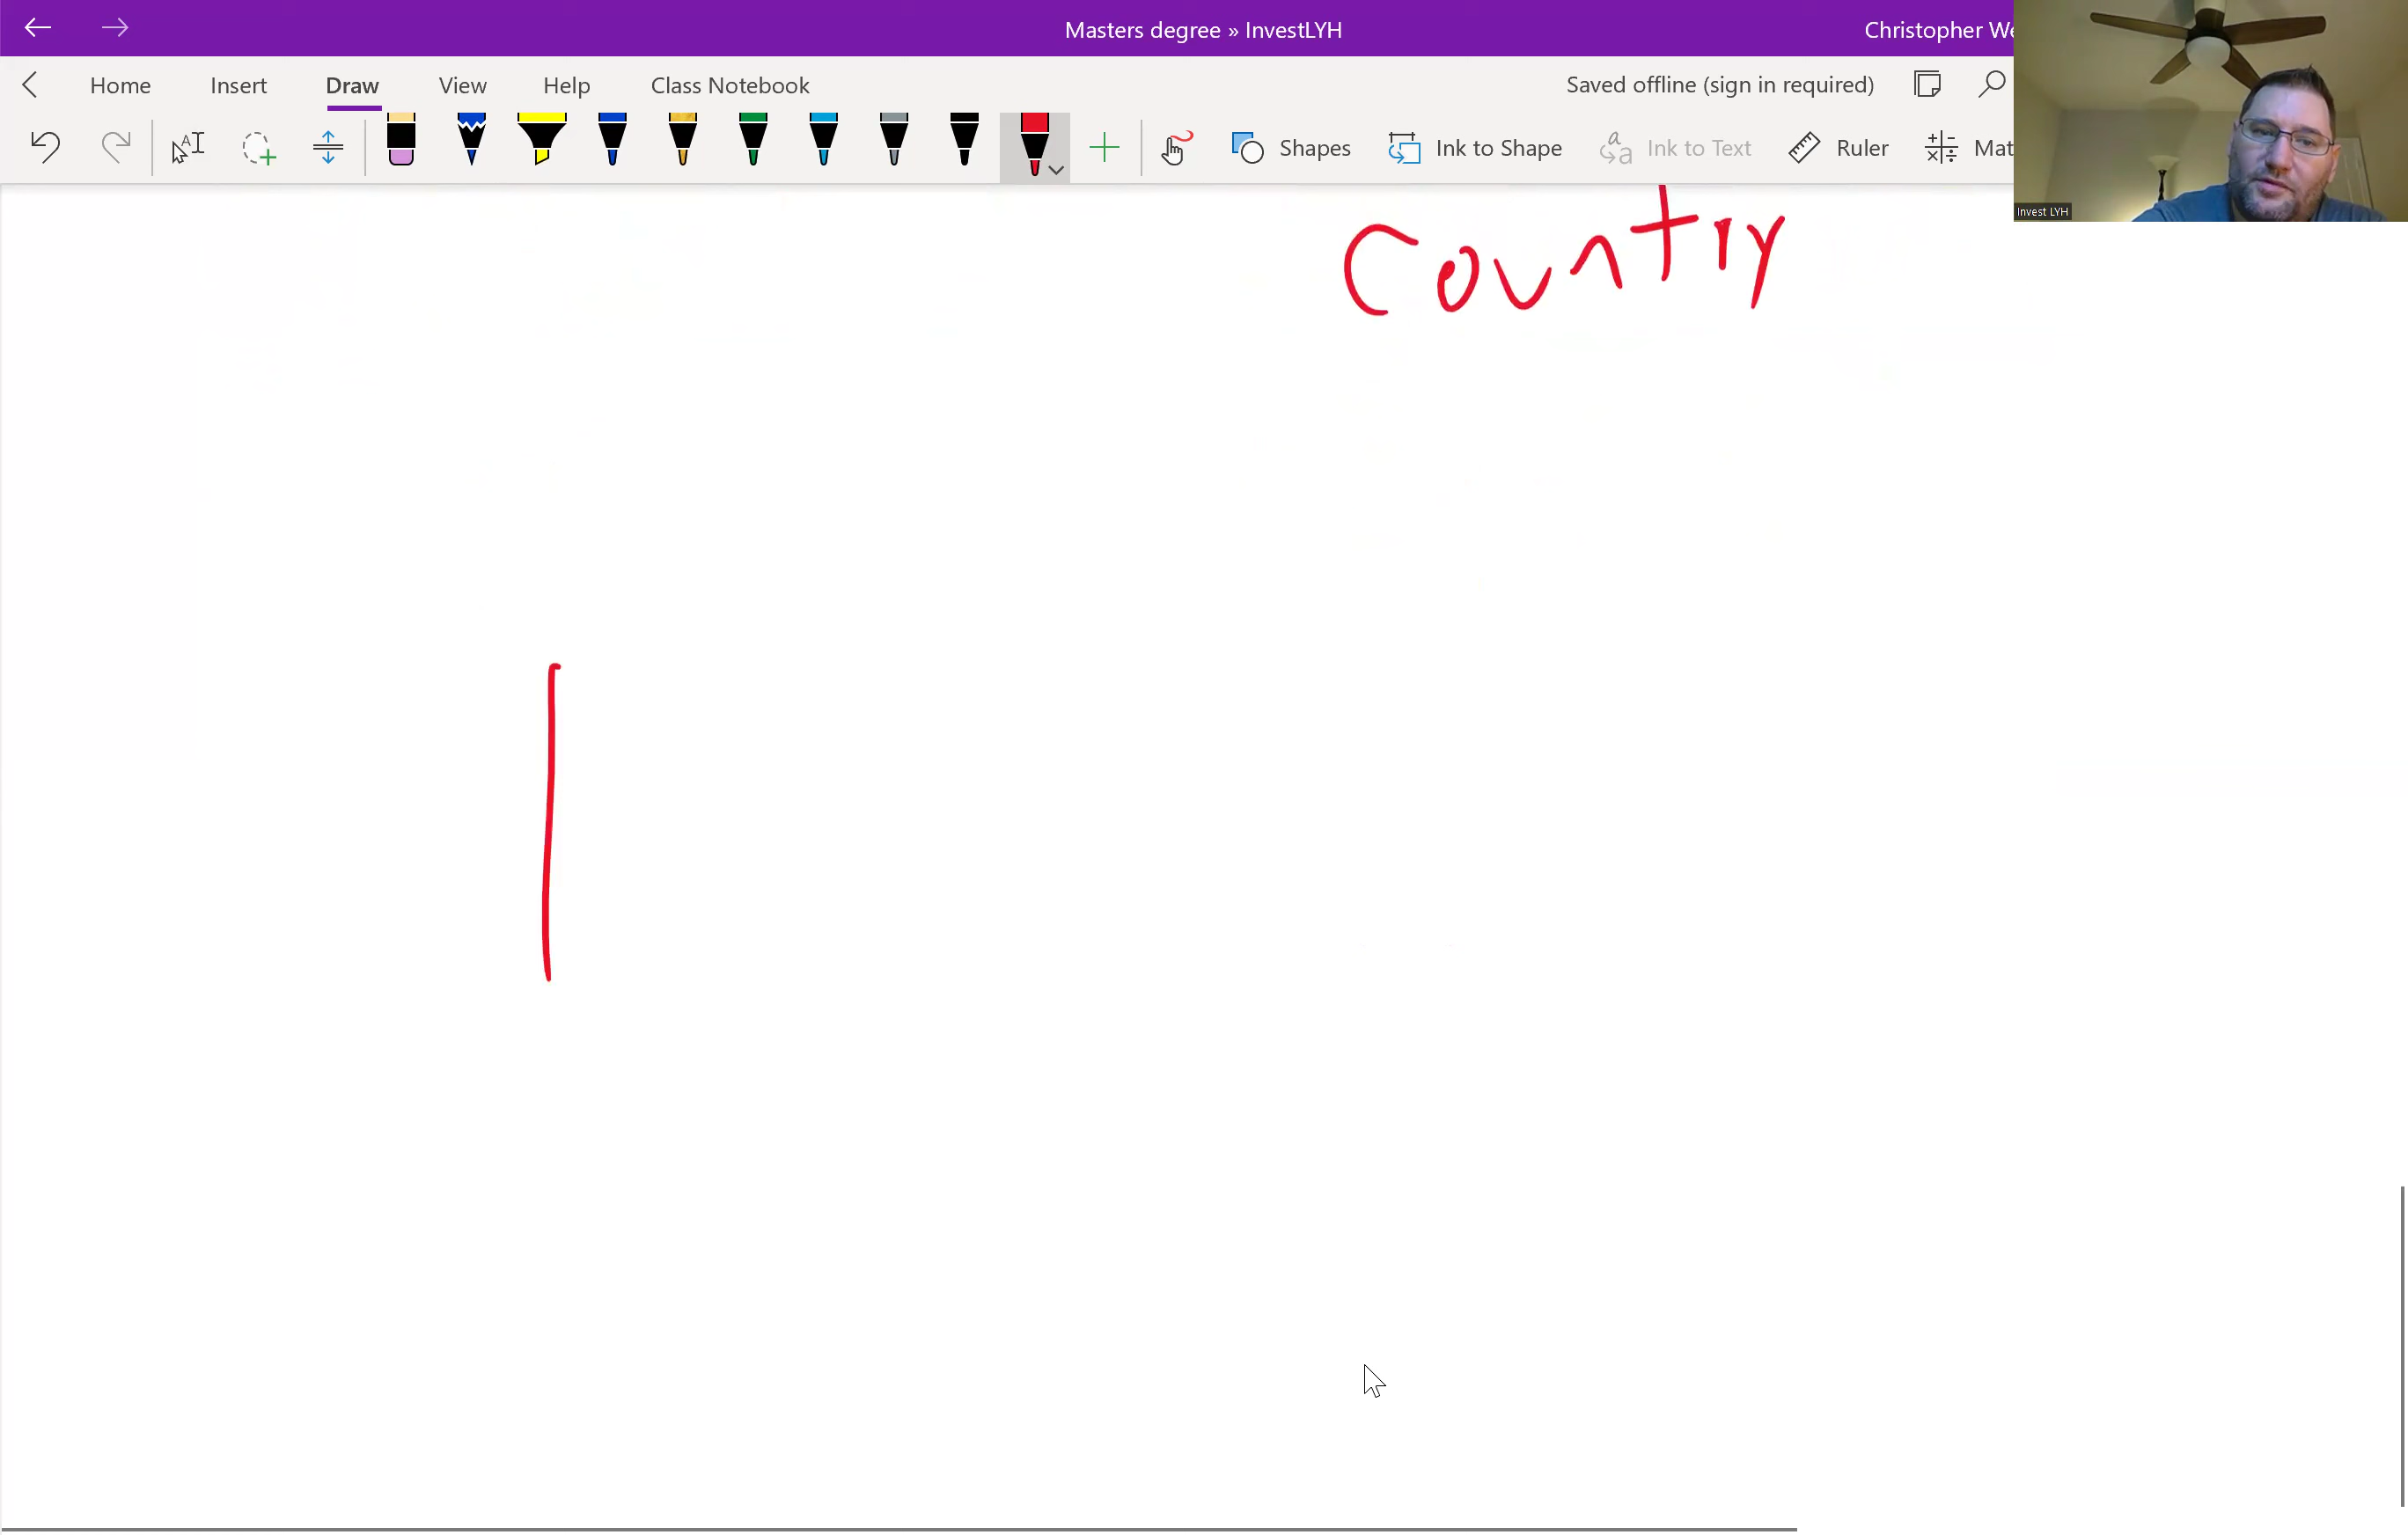 Masters degree » InvestLYH
Christopher We
Home Insert Draw View Help Class Notebook
Saved offline (sign in required)
Shapes Ink to Shape Ink to Text Ruler Mat
Invest LYH
Country